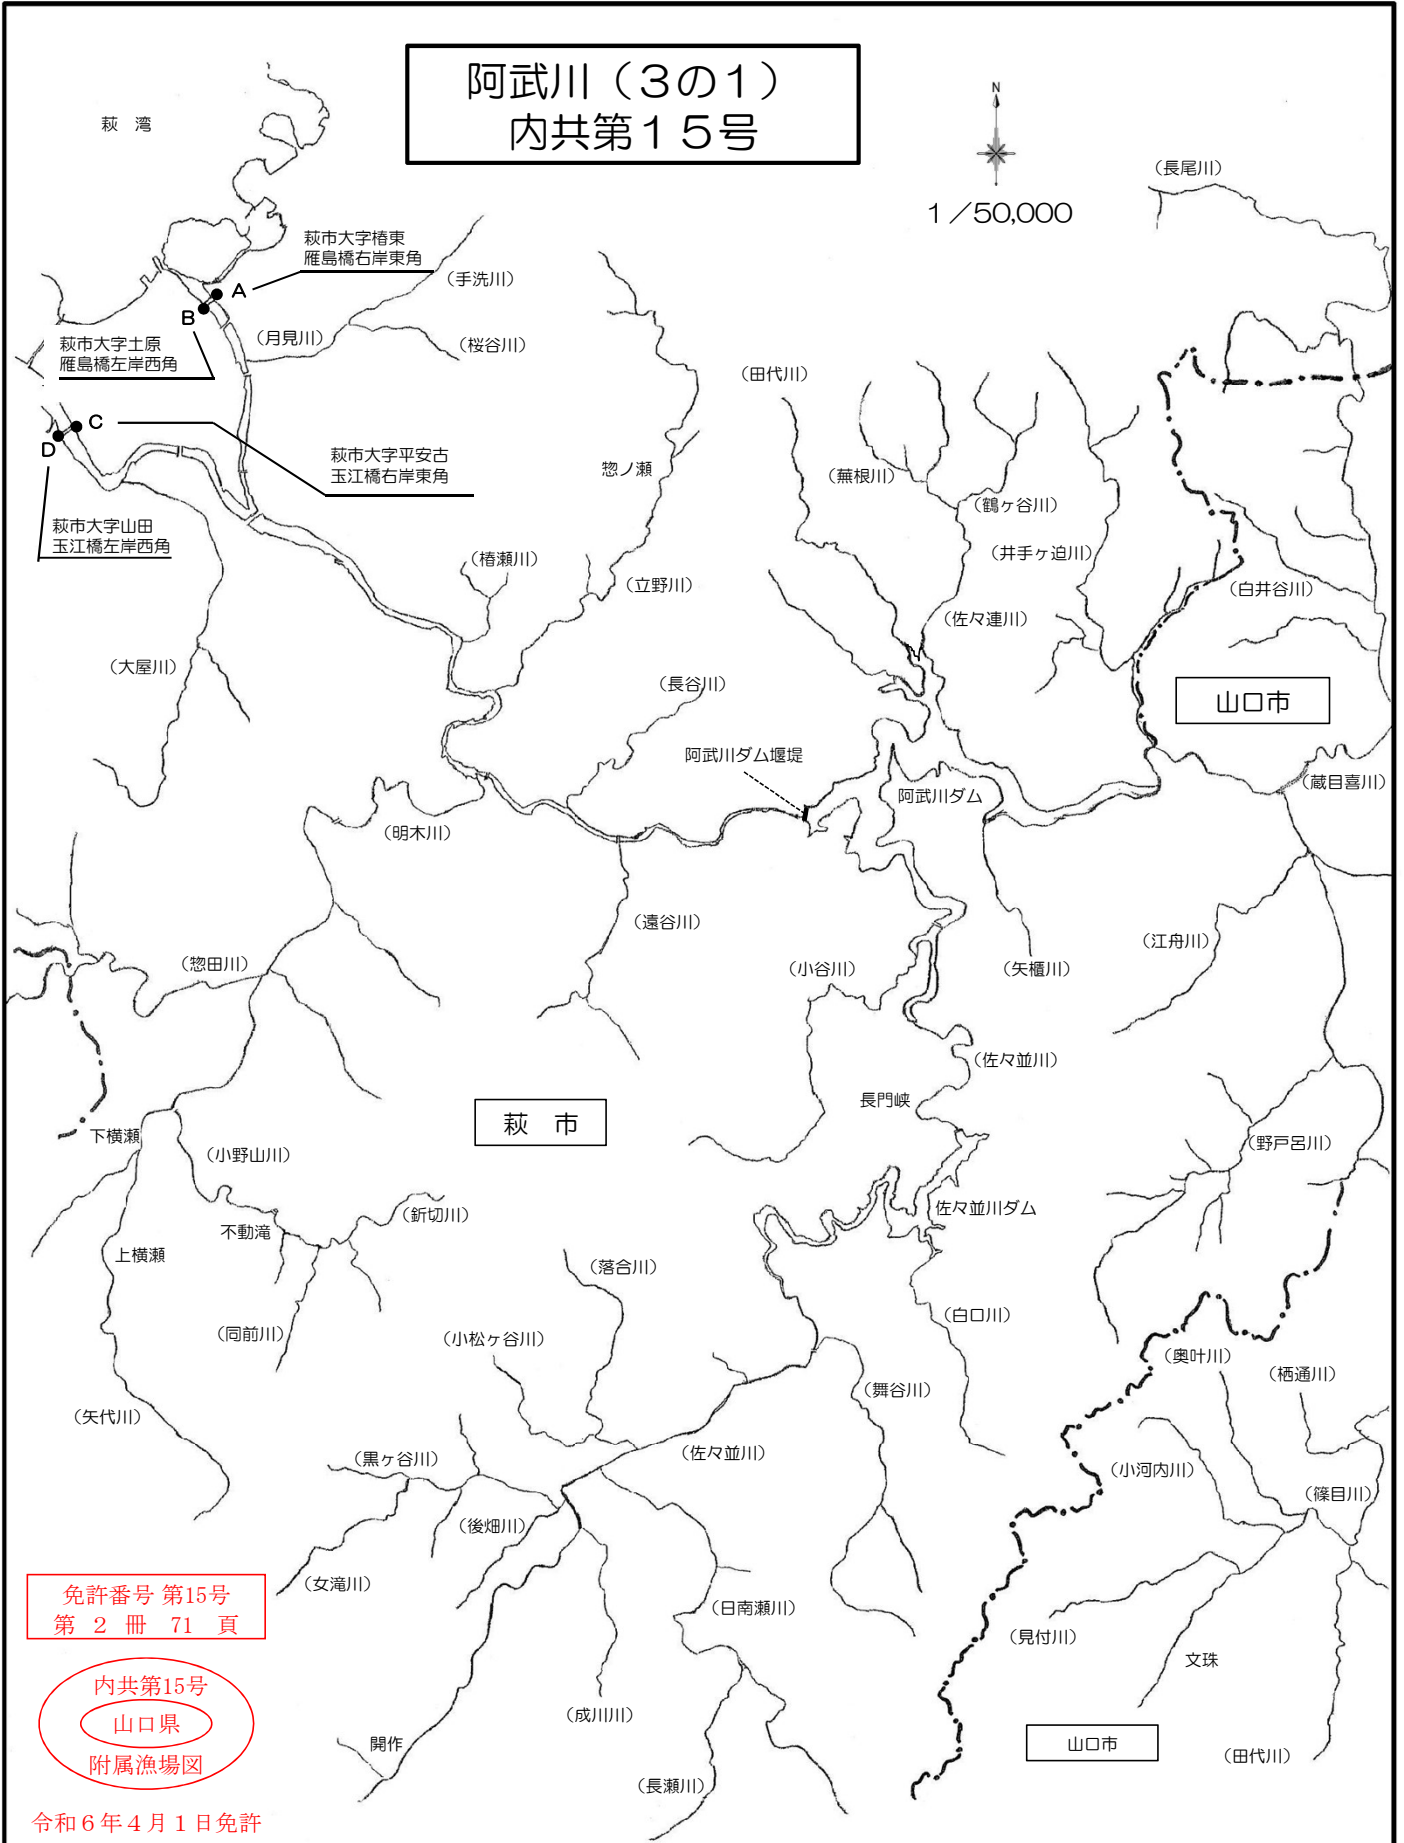 阿武川（３の１）
内共第１５号
N
1／50,000
萩 湾
（長尾川）
萩市大字椿東
雁島橋右岸東角
（手洗川）
A
B
（月見川）
（桜谷川）
萩市大字土原
雁島橋左岸西角
（田代川）
C
D
萩市大字平安古
玉江橋右岸東角
惣ノ瀬
（蕪根川）
（鶴ヶ谷川）
萩市大字山田
玉江橋左岸西角
（椿瀬川）
（井手ヶ迫川）
（立野川）
（白井谷川）
（佐々連川）
（大屋川）
（長谷川）
山口市
阿武川ダム堰堤
阿武川ダム
（蔵目喜川）
（明木川）
（遠谷川）
（江舟川）
（惣田川）
（小谷川）
（矢櫃川）
（佐々並川）
長門峡
萩 市
下横瀬
（小野山川）
（野戸呂川）
（釿切川）
佐々並川ダム
不動滝
上横瀬
（落合川）
（白口川）
（同前川）
（小松ヶ谷川）
（奥叶川）
（栖通川）
（舞谷川）
（矢代川）
（黒ヶ谷川）
（佐々並川）
（小河内川）
（篠目川）
（後畑川）
（女滝川）
免許番号 第15号
第 2 冊 71 頁
（日南瀬川）
（見付川）
文珠
内共第15号
山口県
附属漁場図
（成川川）
開作
山口市
（田代川）
（長瀬川）
令和６年４月１日免許